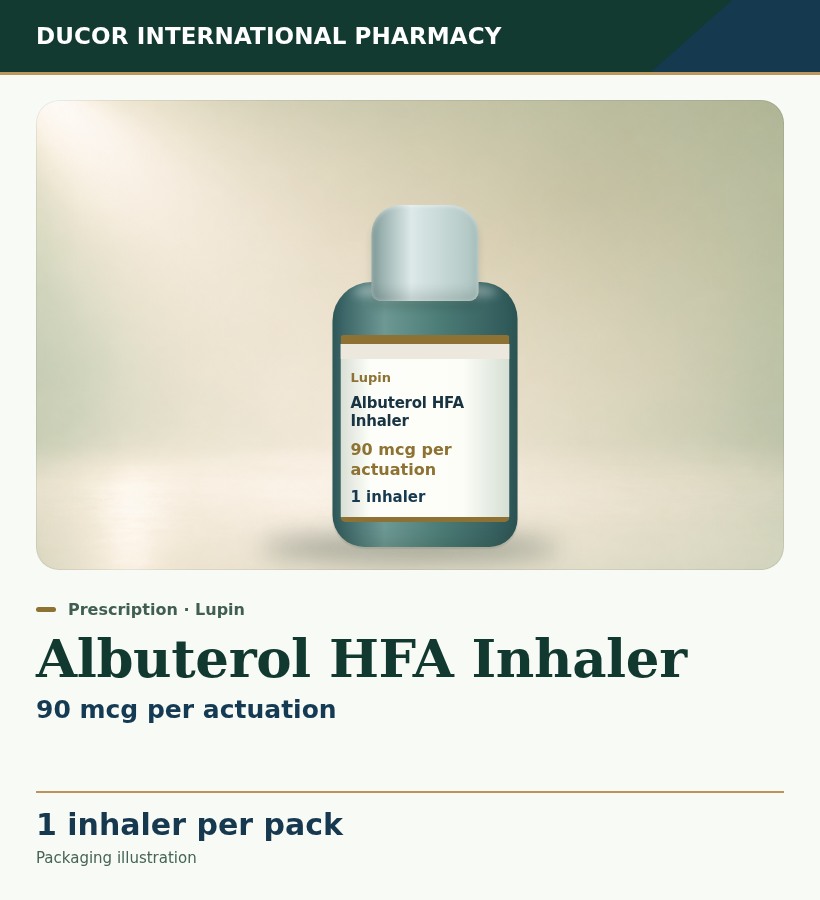 DUCOR INTERNATIONAL PHARMACY
Lupin
Albuterol HFA
Inhaler
90 mcg per
actuation
1 inhaler
Prescription · Lupin
Albuterol HFA Inhaler
90 mcg per actuation
1 inhaler per pack
Packaging illustration